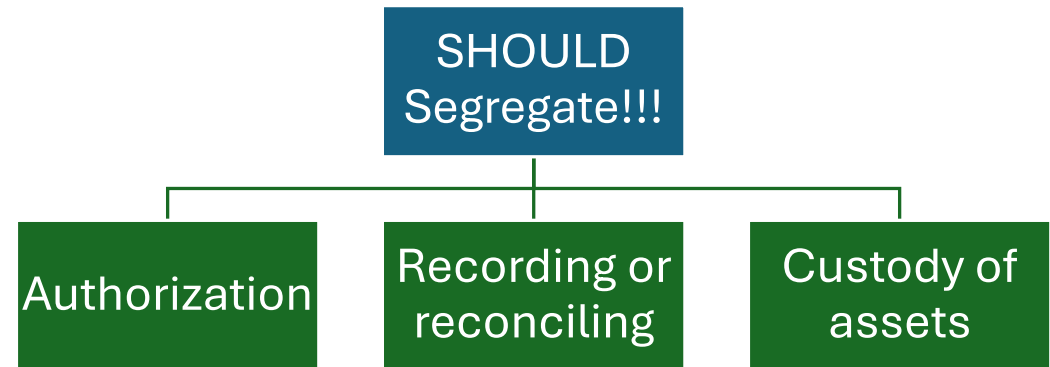 SHOULD
Segregate!!!
Authorization
Recording or
reconciling
Custody of
assets